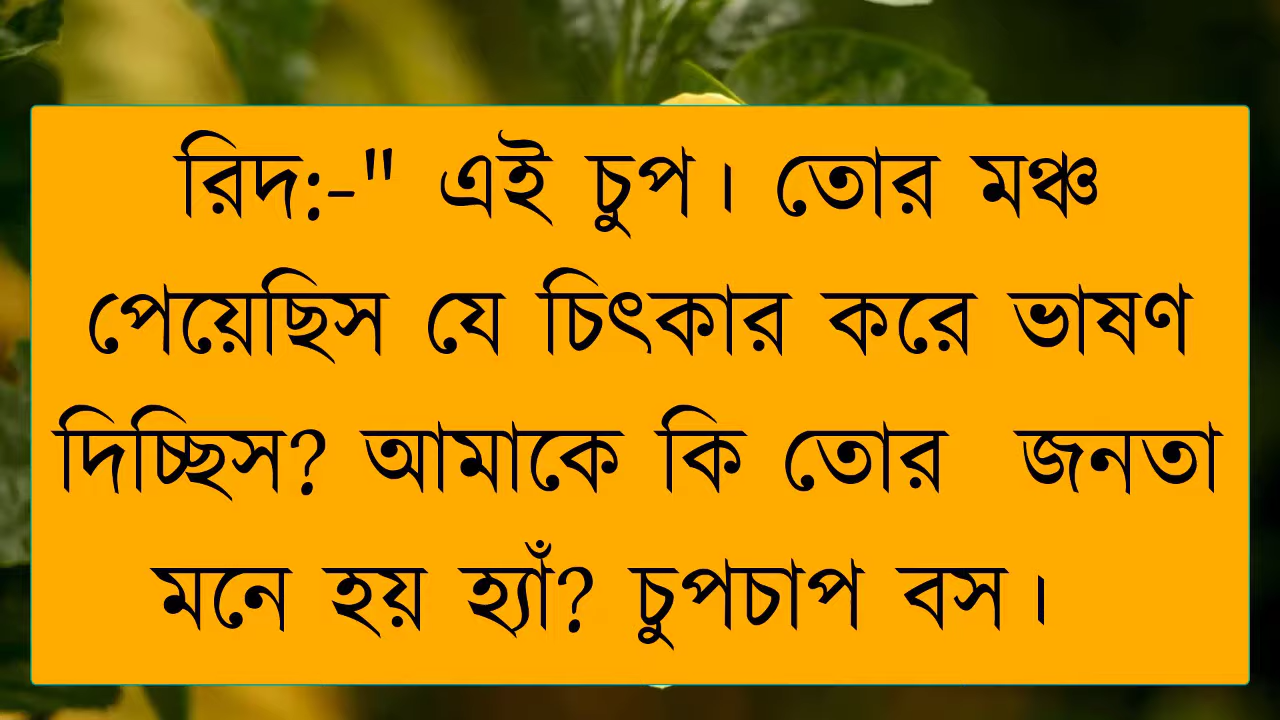 রিদ:-" এই চুপ। তোর মঞ্চ
পেয়েছিস যে চিৎকার করে ভাষণ
দিচ্ছিস? আমাকে কি তোর জনতা
মনে হয় হ্যাঁ? চুপচাপ বস।